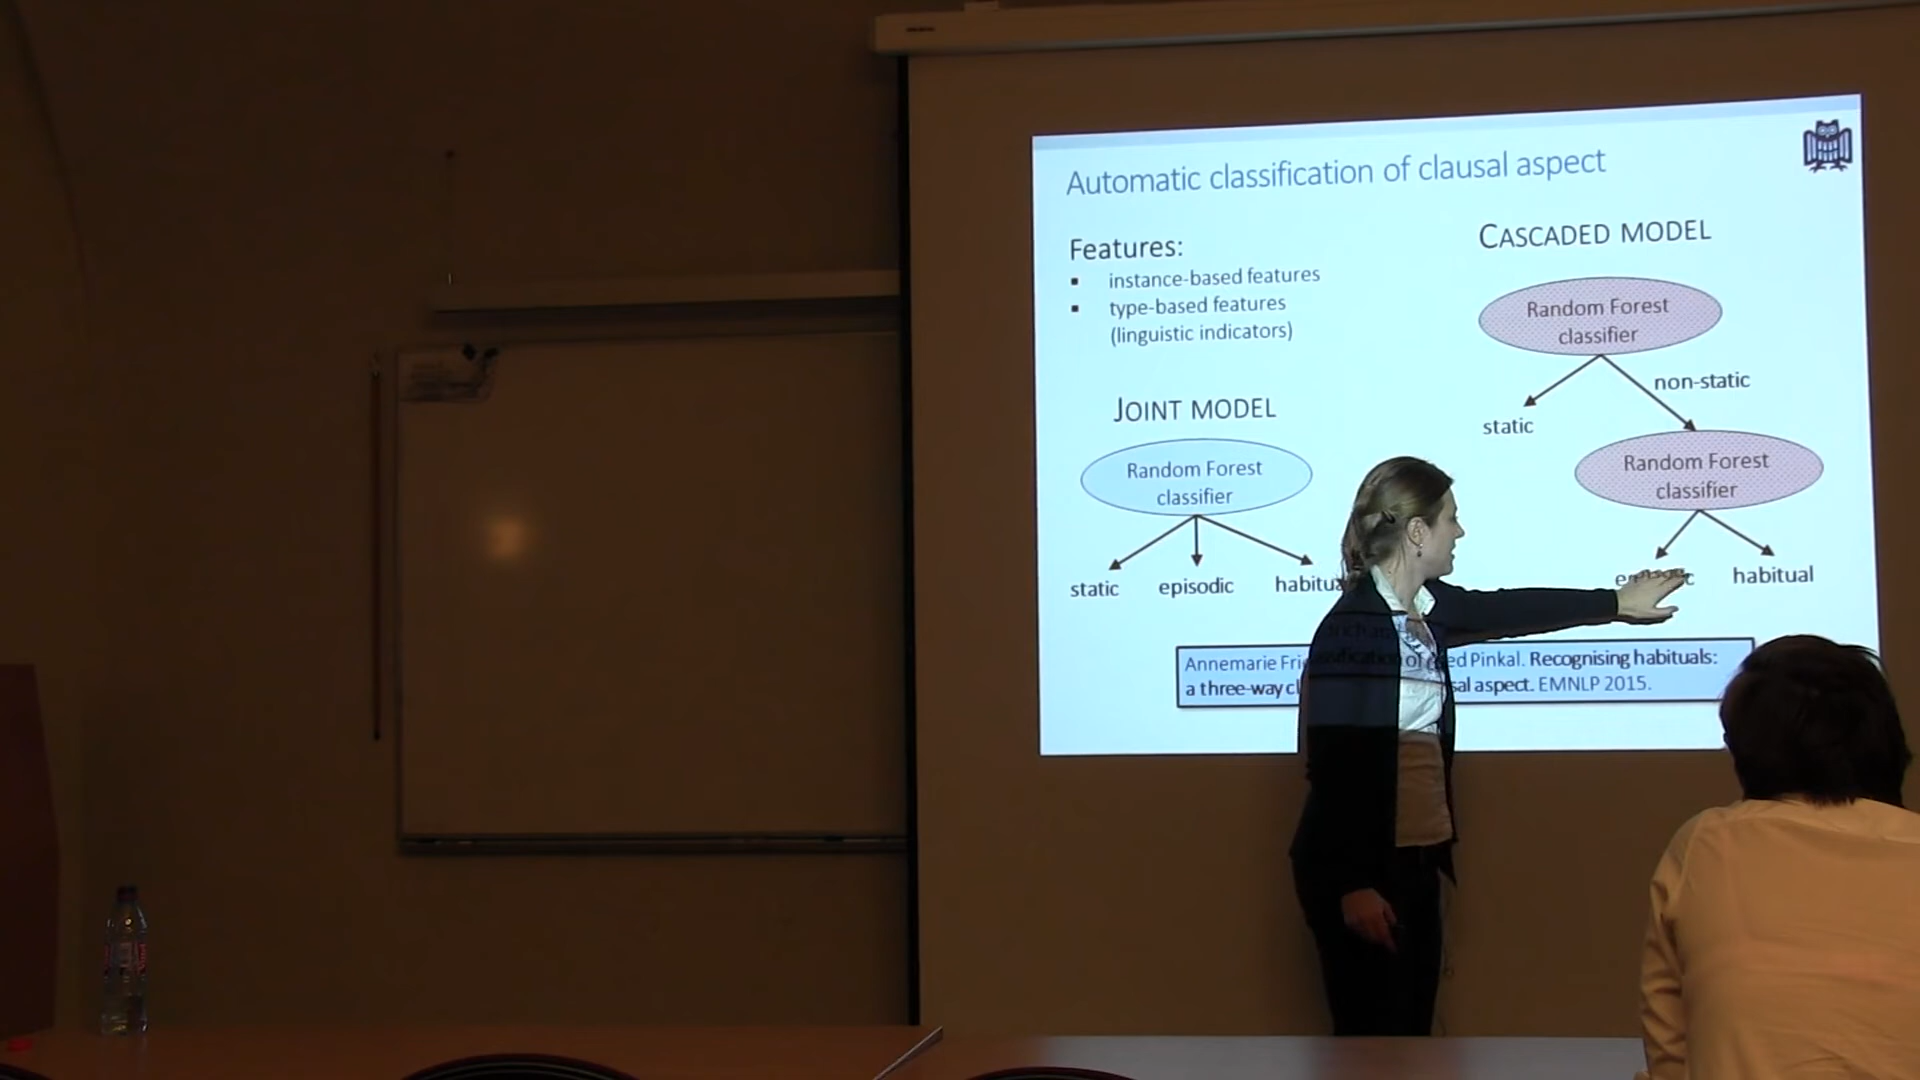 Automatic classification of clausal aspect
Features:
▪ instance-based features
▪ type-based features
(linguistic indicators)
JOINT MODEL
Random Forest
classifier
static episodic habitua
CASCADED MODEL
Random Forest
classifier
non-static
static
Random Forest
classifier
habitual
Annemarie Fri ed Pinkal. Recognising habituals:
a three-way cl sal aspect. EMNLP 2015.